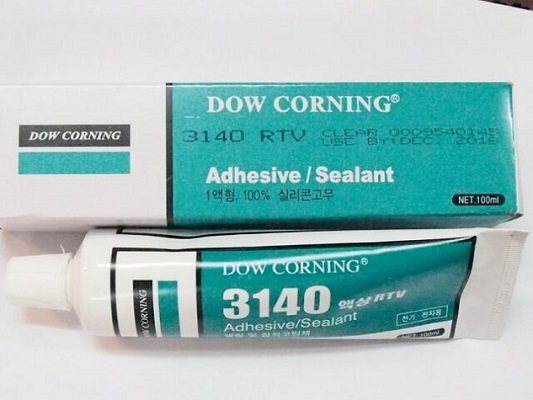 DOW CORNING®
DOW CORNING
3140 RTV CLEAR 0009540145
USE BY:DEC. 2018
Adhesive/Sealant
1액형, 100% 실리콘고무
NET.100ml
DOW CORNING®
DOW CORNING
3140 액상 RTV
Adhesive/Sealant
전기·전자용
100ml